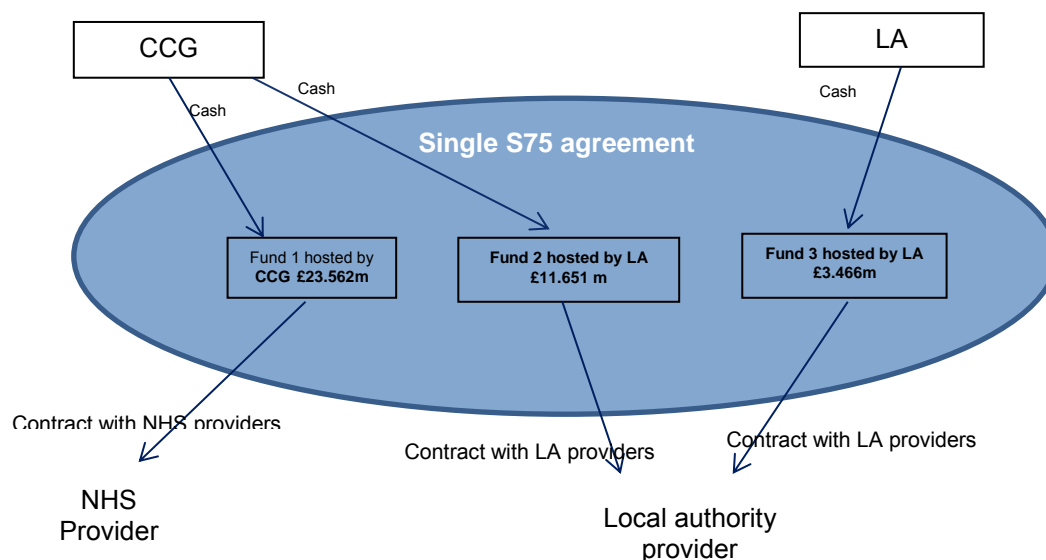 CCG
LA
Cash
Cash
Cash
Single S75 agreement
Fund 1 hosted by
CCG £23.562m
Fund 2 hosted by LA
£11.651 m
Fund 3 hosted by LA
£3.466m
Contract with NHS providers
Contract with LA providers
Contract with LA providers
NHS
Provider
Local authority
provider